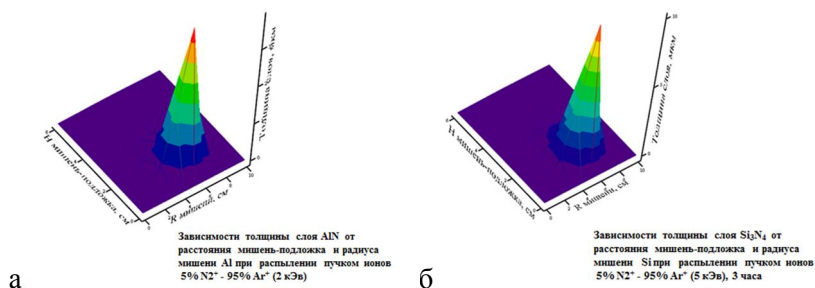 Толщина слоя, мкм
10
Толщина слоя, мкм
H мишень-подложка, см
R мишени, см
H мишень-подложка, см
R мишени, см
Зависимости толщины слоя AlN от
расстояния мишень-подложка и радиуса
мишени Al при распылении пучком ионов
5% N2⁺ - 95% Ar⁺ (2 кЭв)
Зависимости толщины слоя Si₃N₄ от
расстояния мишень-подложка и радиуса
мишени Si при распылении пучком ионов
5% N2⁺ - 95% Ar⁺ (5 кЭв), 3 часа
а
б